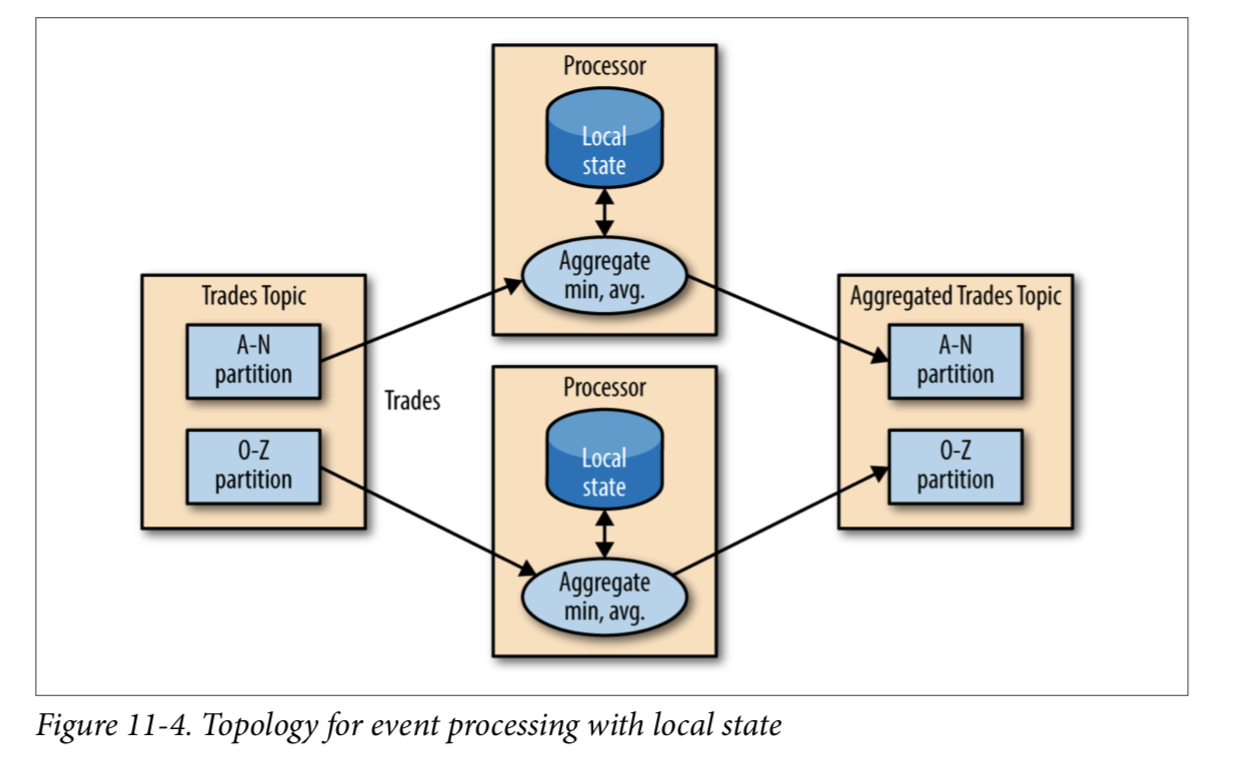 Processor
Local
state
Aggregate
min, avg.
Trades Topic
A-N
partition
O-Z
partition
Trades
Processor
Local
state
Aggregate
min, avg.
Aggregated Trades Topic
A-N
partition
O-Z
partition
Figure 11-4. Topology for event processing with local state